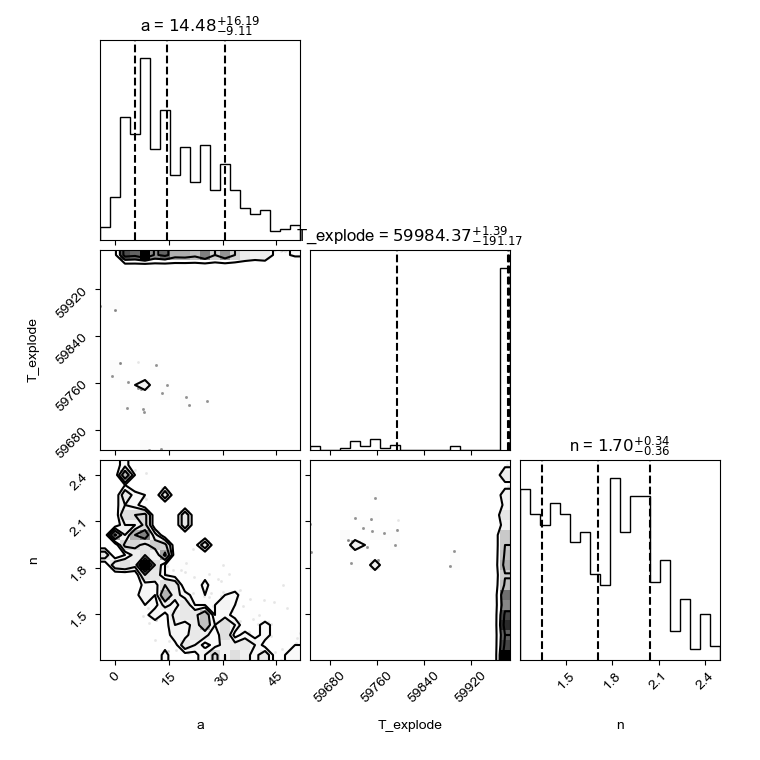 a = 14.48+16.19−9.11
T_explode = 59984.37+1.39−191.17
59920
59840
59760
59680
T_explode
n = 1.70+0.34−0.36
2.4
2.1
1.8
1.5
n
0 15 30 45
59680 59760 59840 59920
1.5 1.8 2.1 2.4
a T_explode n